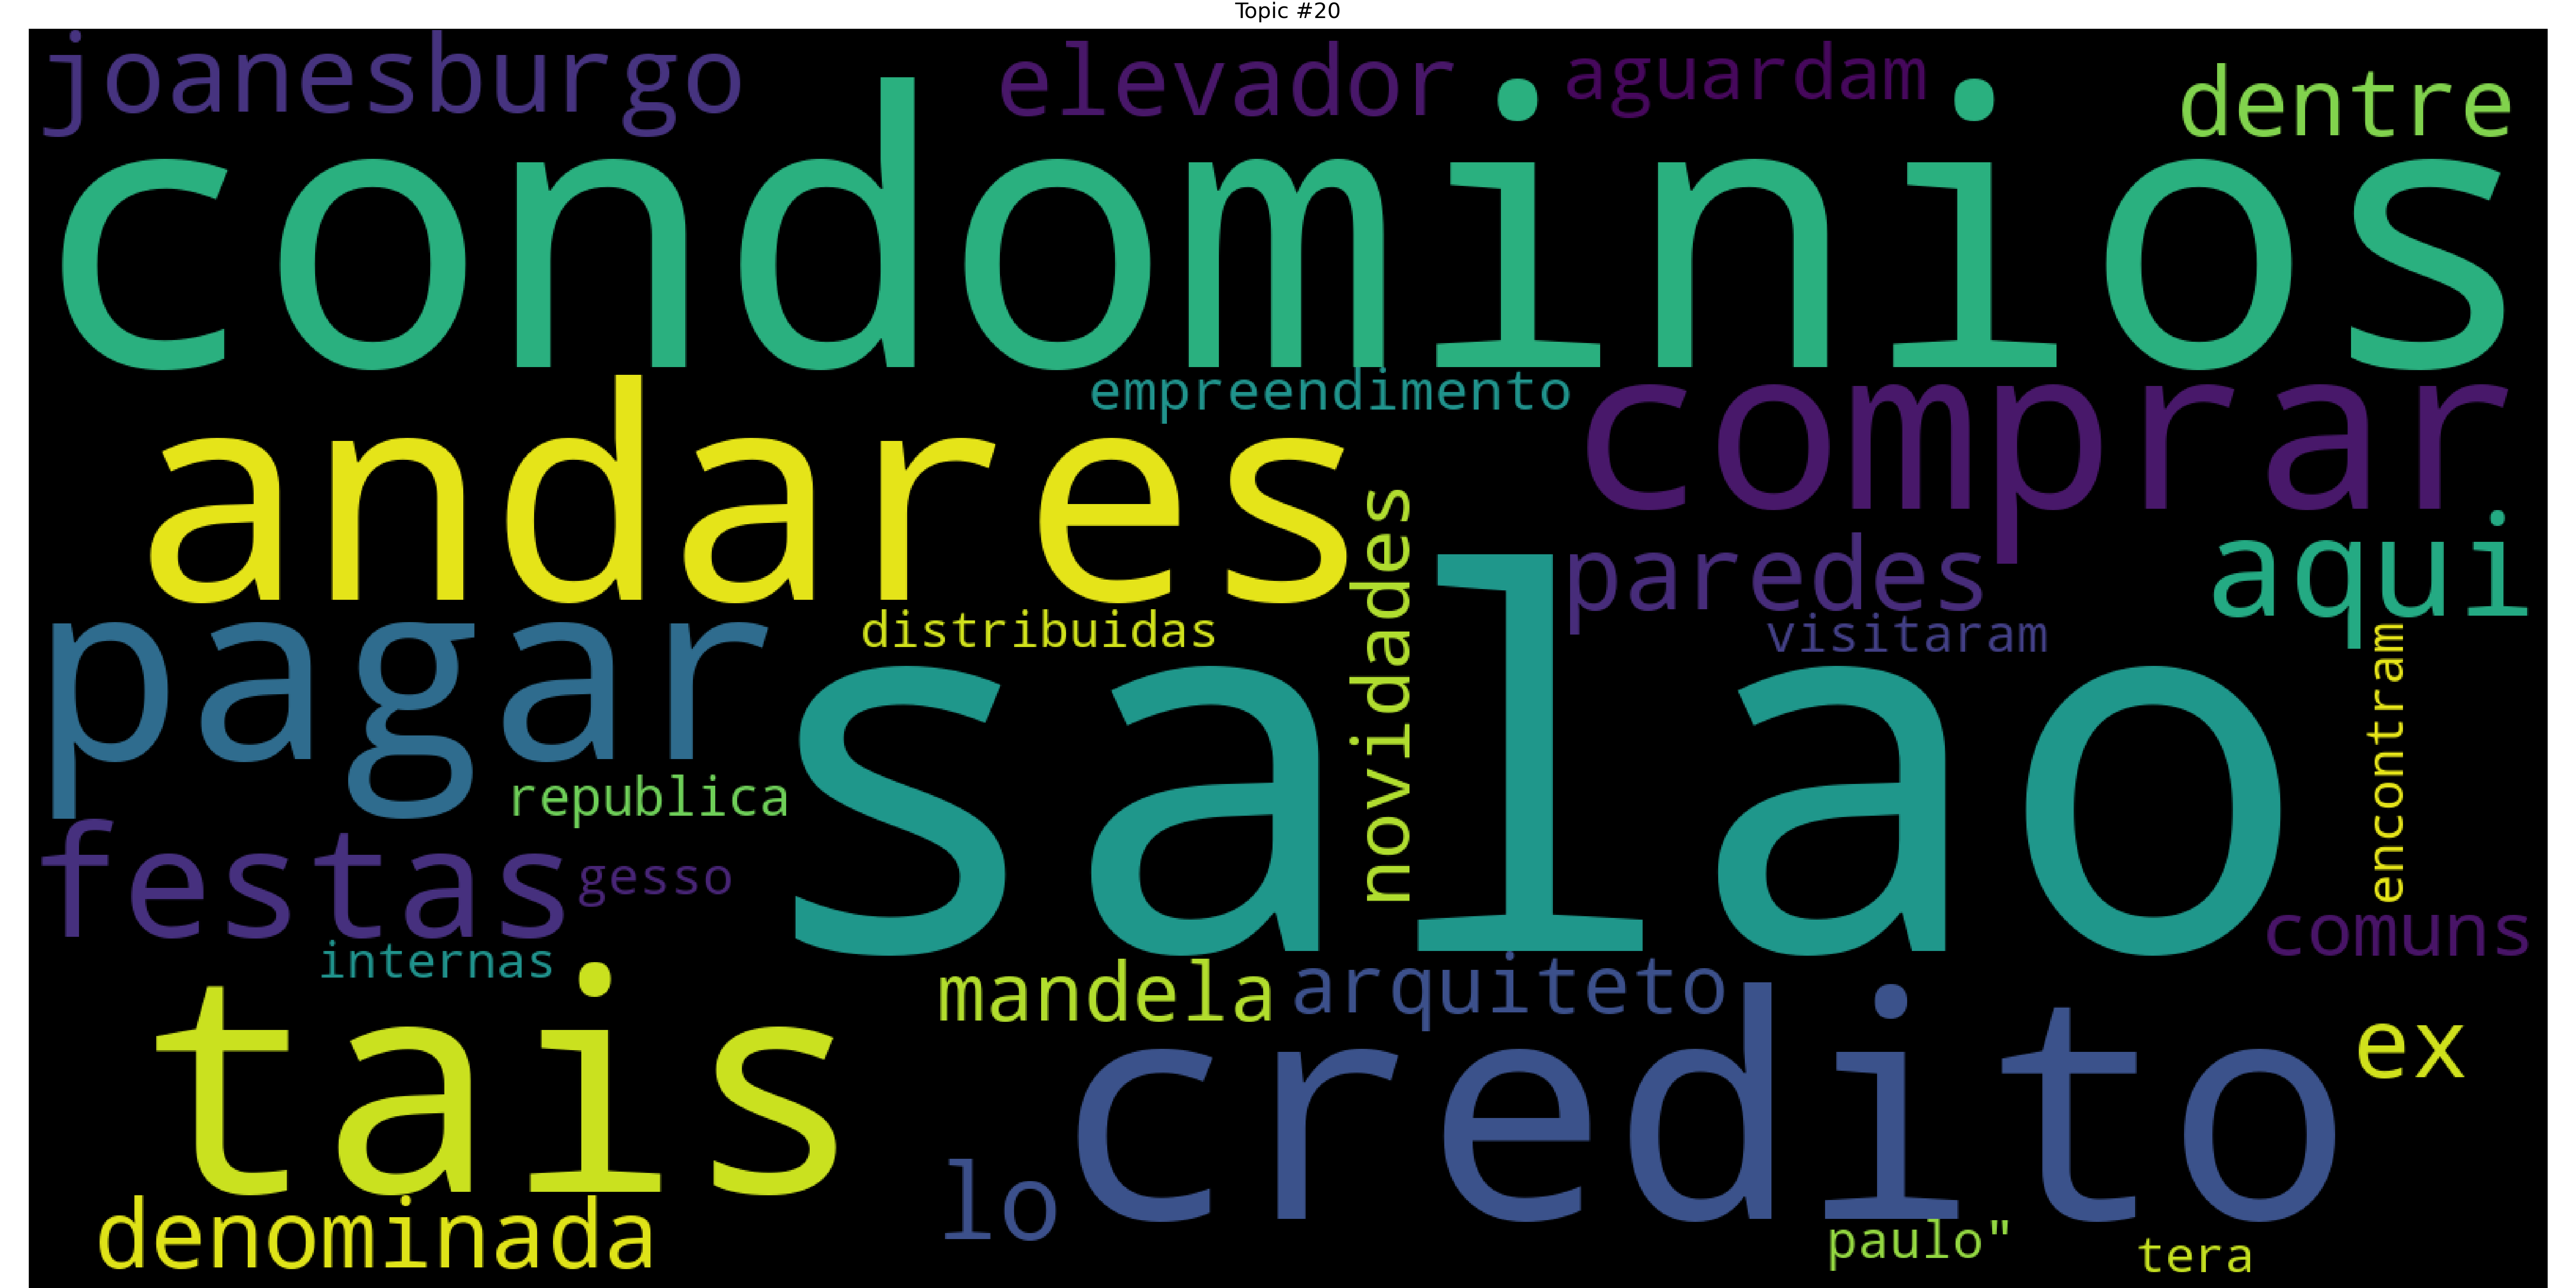 Topic #20
joanesburgo
elevador
aguardam
dentre
condominios
empreendimento
comprar
andares
novidades
paredes
aqui
distribuidas
visitaram
pagar
salao
encontram
republica
festas
gesso
comuns
internas
mandela
arquiteto
tais
credito
ex
lo
denominada
paulo"
tera